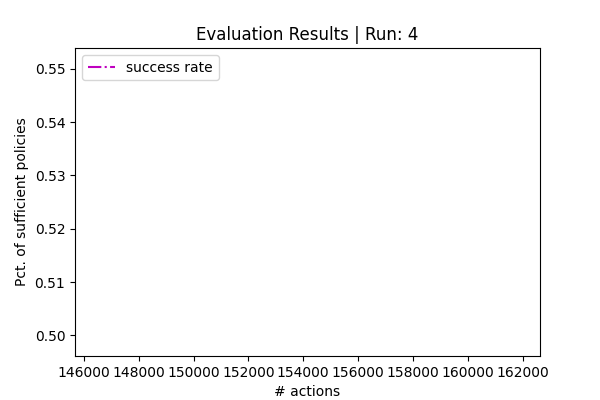 Evaluation Results | Run: 4
success rate
Pct. of sufficient policies
0.55
0.54
0.53
0.52
0.51
0.50
146000 148000 150000 152000 154000 156000 158000 160000 162000
# actions